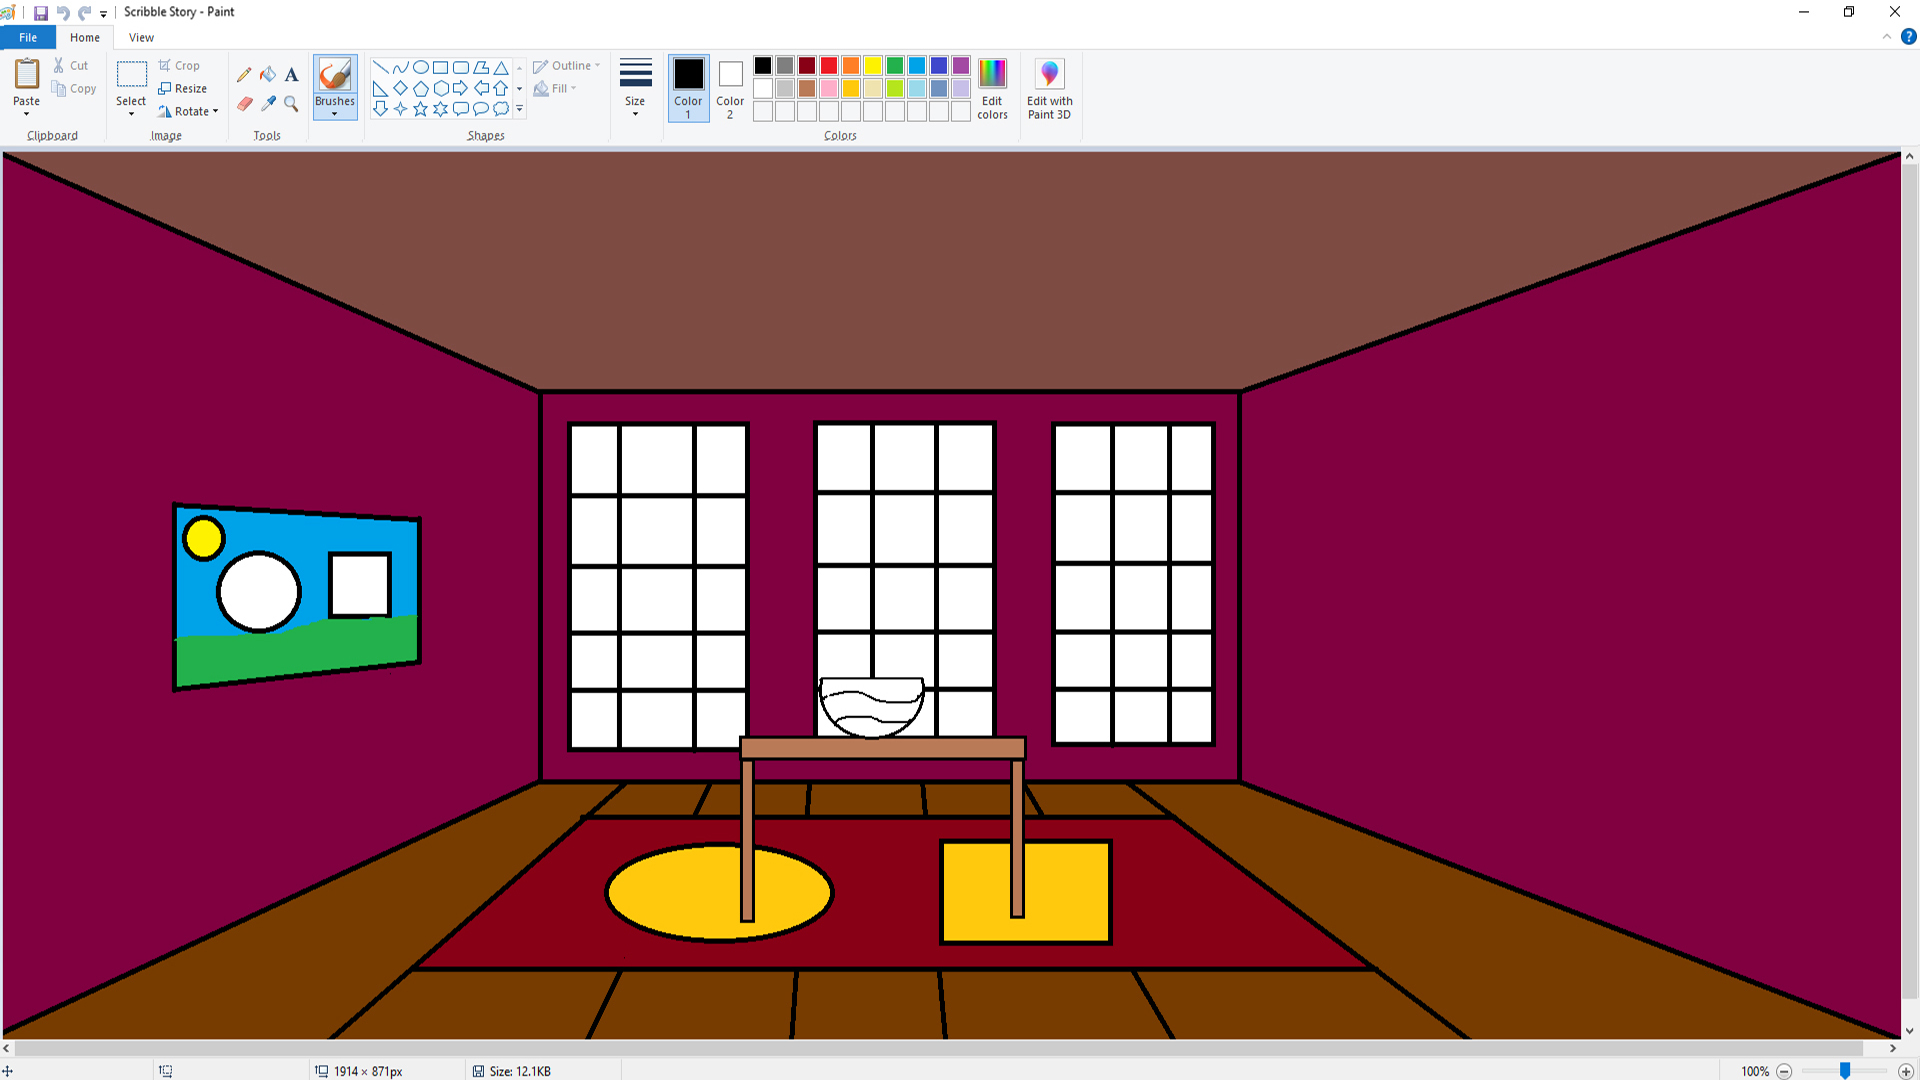 Scribble Story - Paint
File Home View
Paste
Cut
Copy
Clipboard
Select
Crop
Resize
Rotate
Image
A
Tools
Brushes
Shapes
Outline
Fill
Size
Color 1
Color 2
Colors
Edit colors
Edit with Paint 3D
?
1914 × 871px
Size: 12.1KB
100%